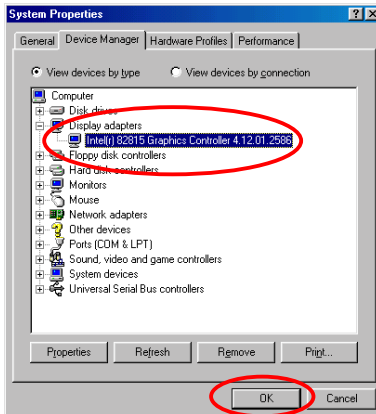 System Properties
General Device Manager Hardware Profiles Performance
View devices by type View devices by connection
Computer
Disk drives
Display adapters
Intel(r) 82815 Graphics Controller 4.12.01.2586
Floppy disk controllers
Hard disk controllers
Monitors
Mouse
Network adapters
Other devices
Ports (COM & LPT)
Sound, video and game controllers
System devices
Universal Serial Bus controllers
Properties Refresh Remove Print...
OK Cancel